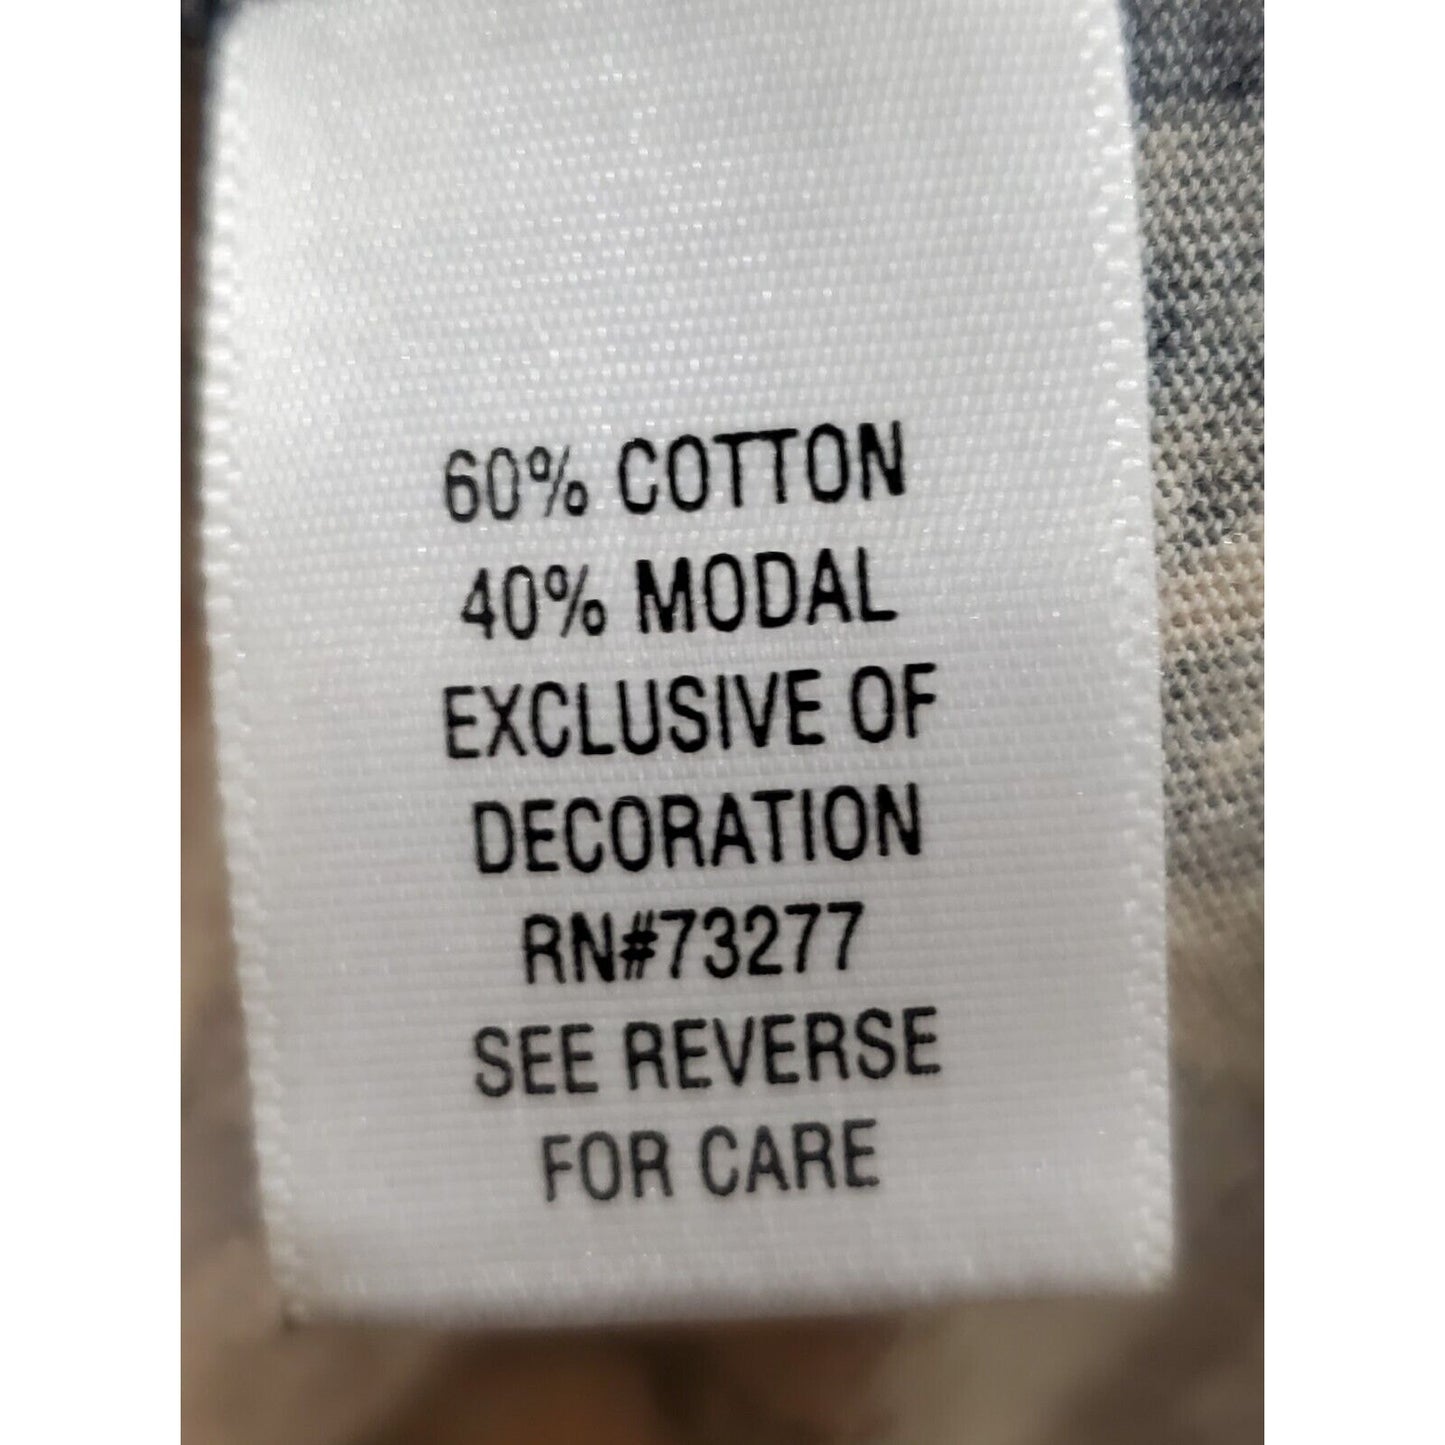 60% COTTON
40% MODAL
EXCLUSIVE OF
DECORATION
RN#73277
SEE REVERSE
FOR CARE